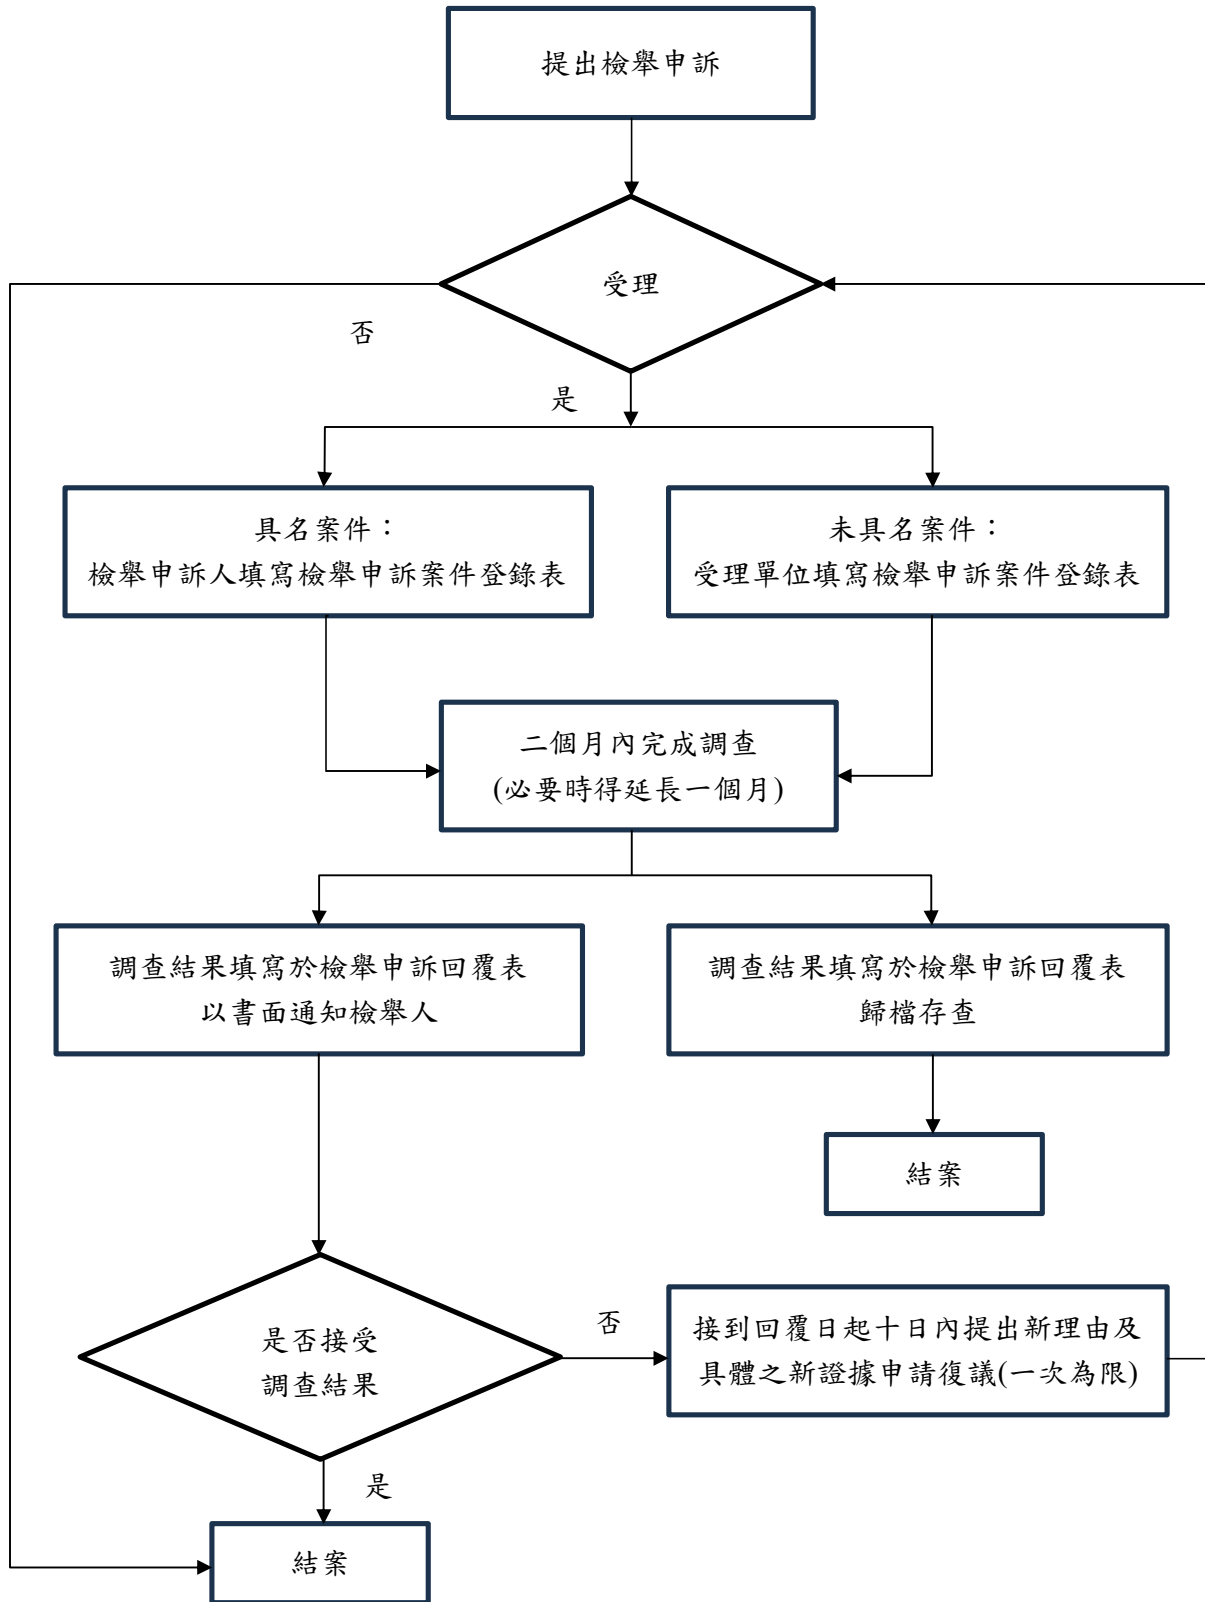 提出檢舉申訴
受理
否
是
具名案件：
檢舉申訴人填寫檢舉申訴案件登錄表
未具名案件：
受理單位填寫檢舉申訴案件登錄表
二個月內完成調查
(必要時得延長一個月)
調查結果填寫於檢舉申訴回覆表
以書面通知檢舉人
調查結果填寫於檢舉申訴回覆表
歸檔存查
結案
是否接受
調查結果
否
接到回覆日起十日內提出新理由及
具體之新證據申請復議(一次為限)
是
結案